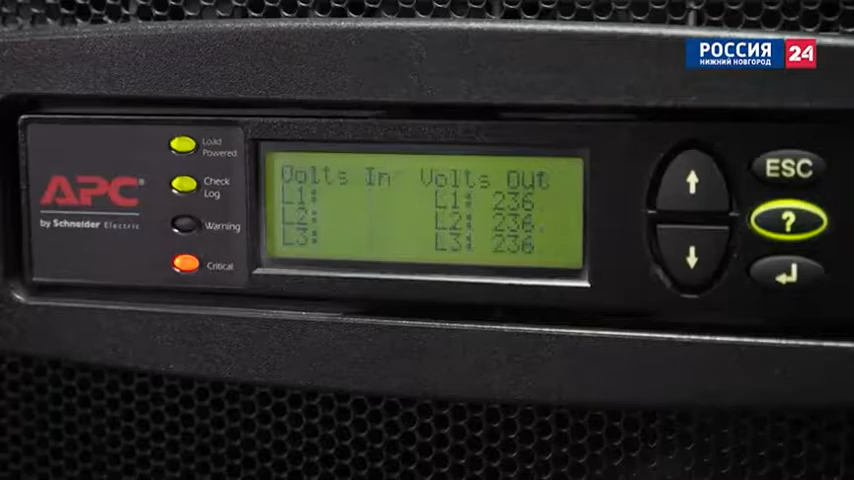 РОССИЯ 24
НИЖНИЙ НОВГОРОД
APC®
by Schneider Electric
Load
Powered
Check
Log
Warning
Critical
Volts In Volts Out
L1: L1: 236.
L2: L2: 236.
L3: L3: 236.
ESC
?